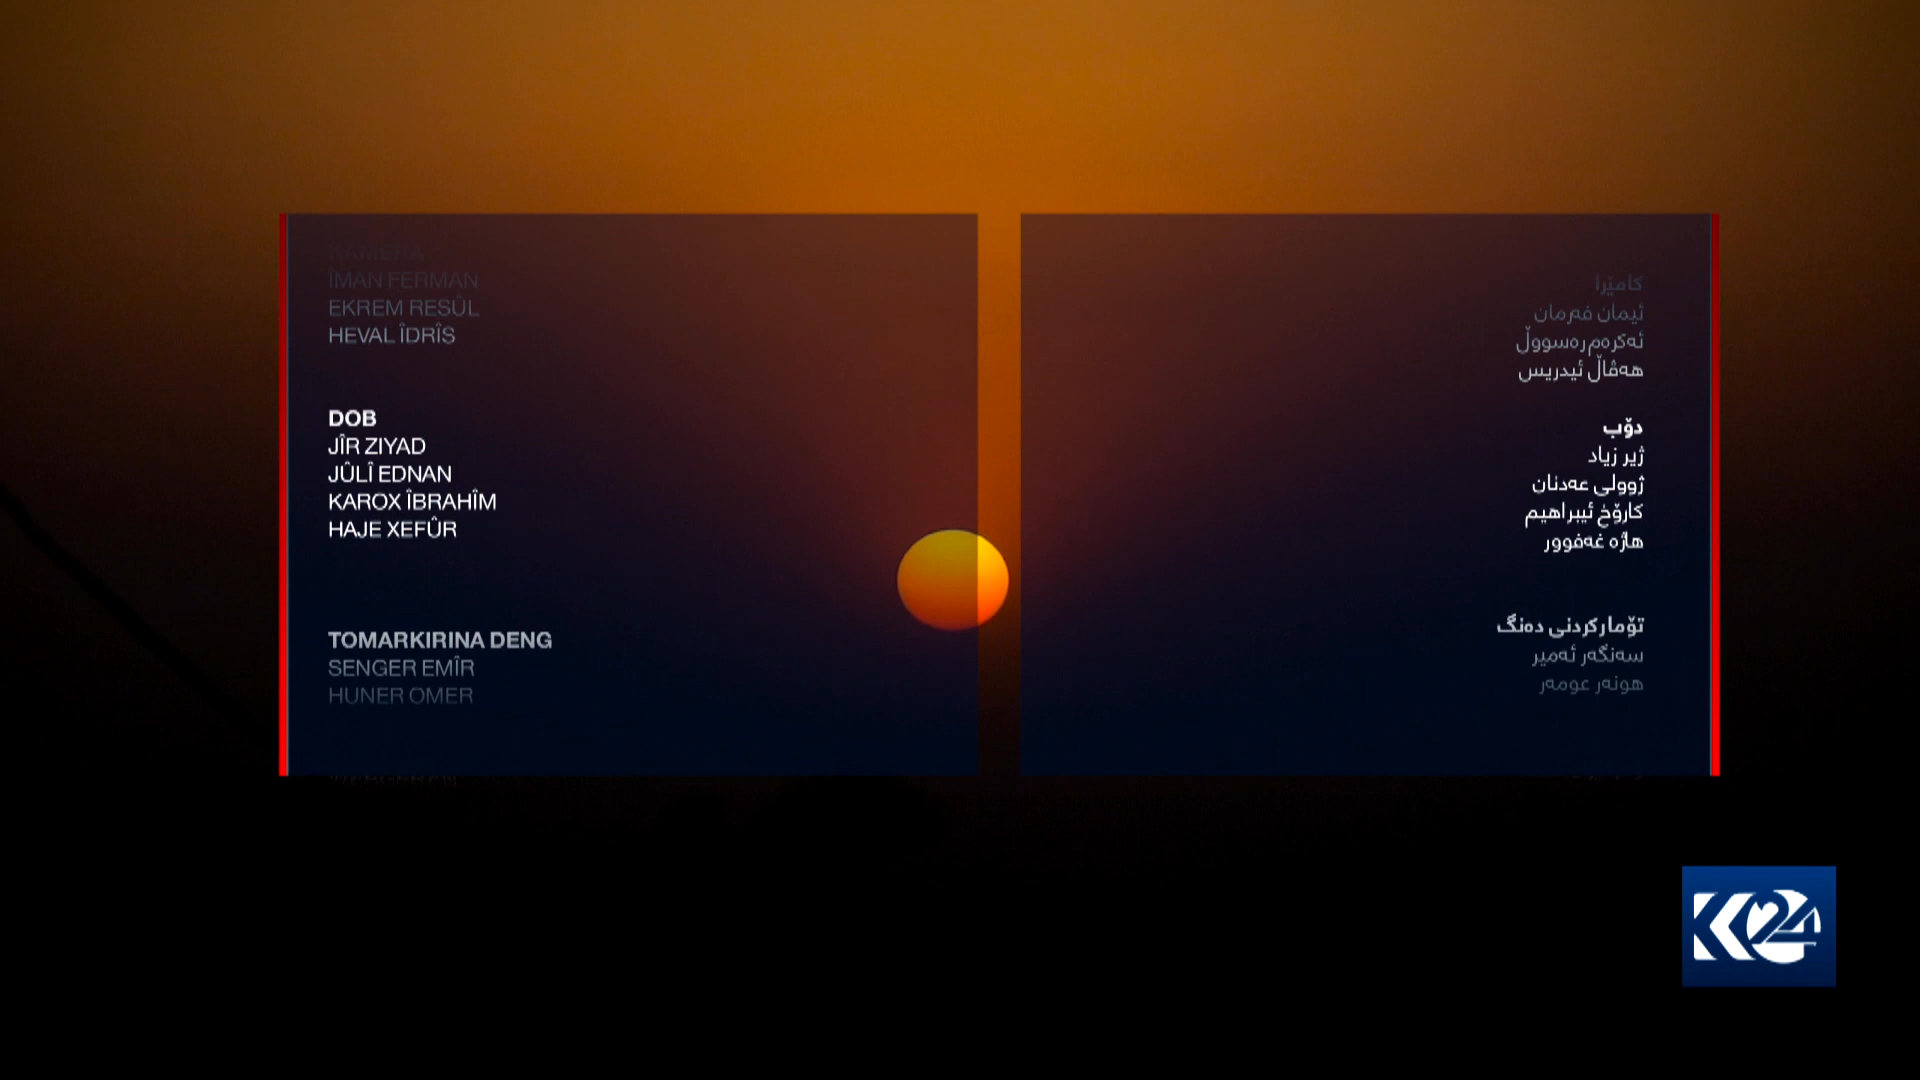 KAMERA
ÎMAN FERMAN
EKREM RESÛL
HEVAL ÎDRÎS
DOB
JÎR ZIYAD
JÛLÎ EDNAN
KAROX ÎBRAHÎM
HAJE XEFÛR
TOMARKIRINA DENG
SENGER EMÎR
HUNER OMER
کامێرا
ئیمان فەرمان
ئەکرەم ڕەسووڵ
هەڤاڵ ئیدریس
دۆب
ژیر زیاد
ژوولی عەدنان
کارۆخ ئیبراهیم
هاژە غەفوور
تۆمارکردنی دەنگ
سەنگەر ئەمیر
هونەر عومەر
K24